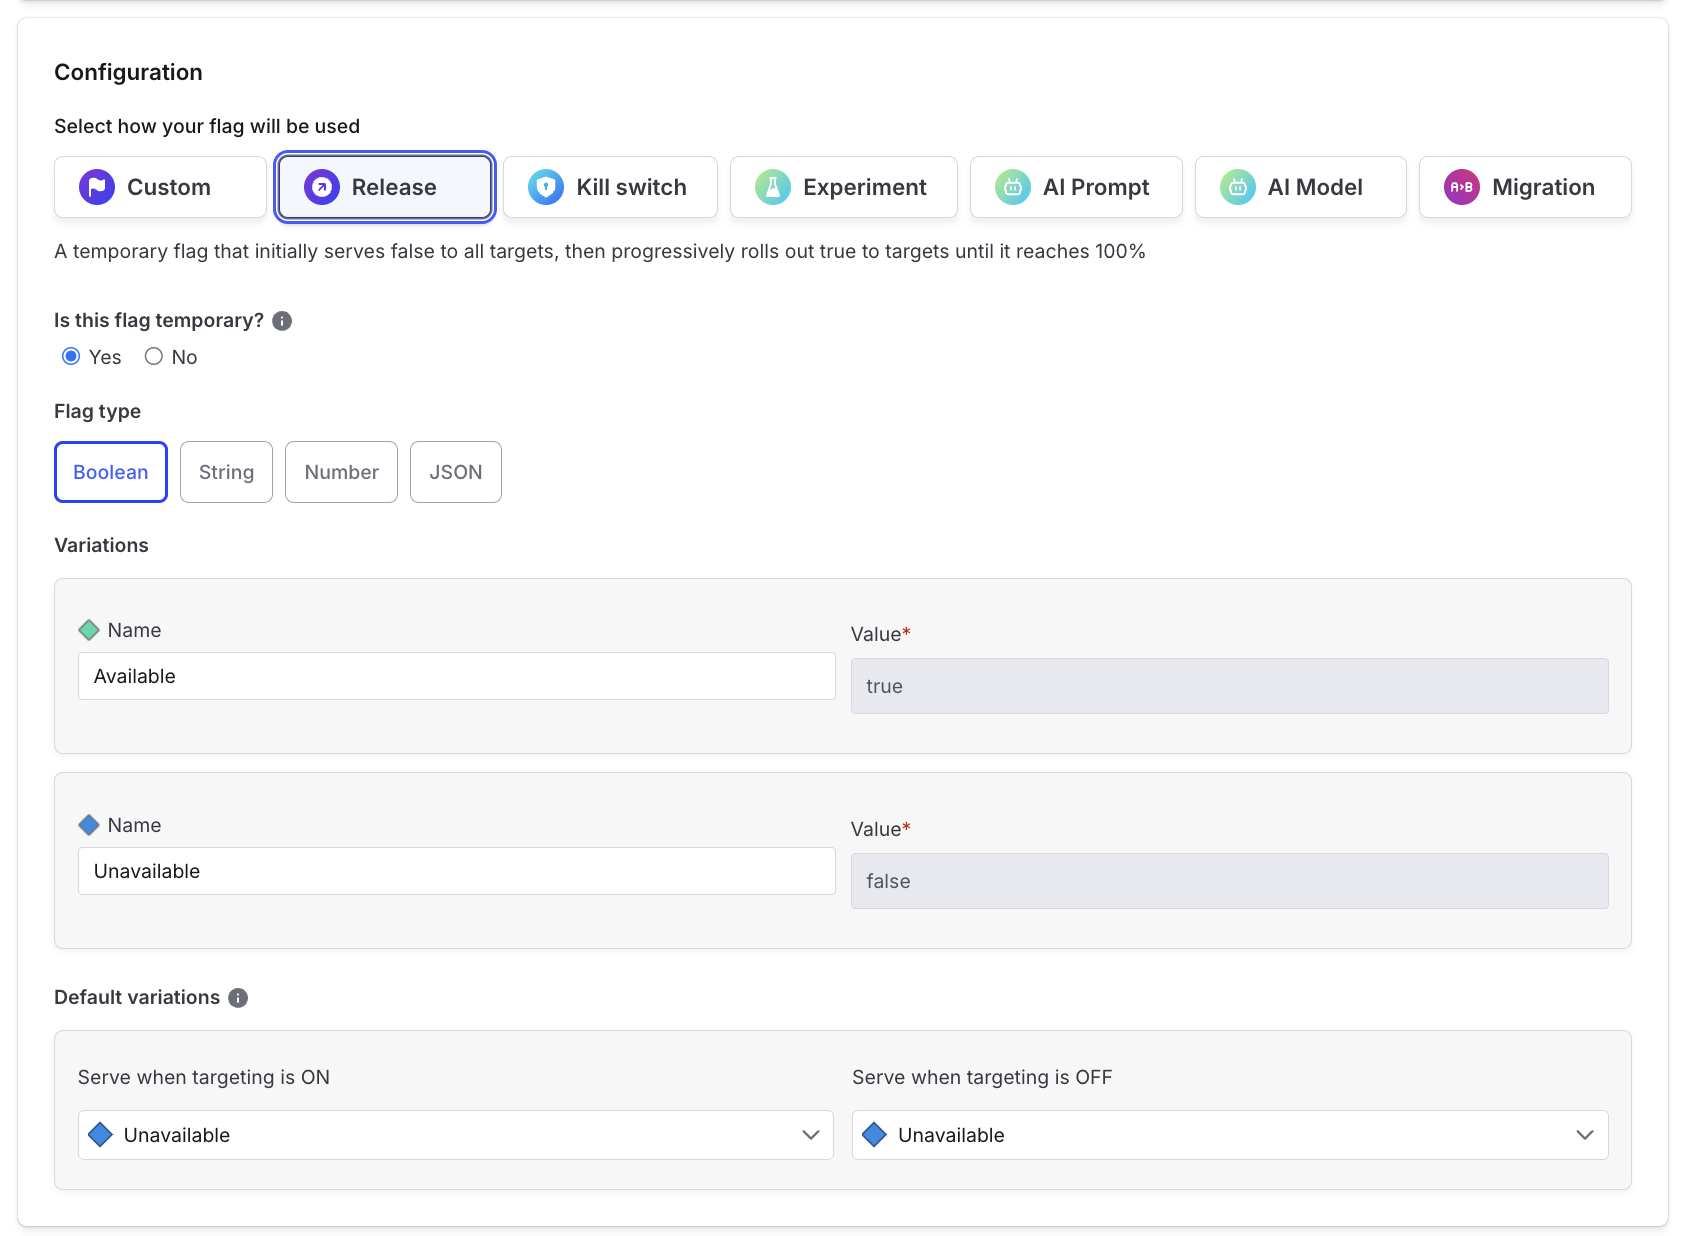 Configuration
Select how your flag will be used
Custom Release Kill switch Experiment AI Prompt AI Model A›B Migration
A temporary flag that initially serves false to all targets, then progressively rolls out true to targets until it reaches 100%
Is this flag temporary?
Yes No
Flag type
Boolean String Number JSON
Variations
Name Value*
Available true
Name Value*
Unavailable false
Default variations
Serve when targeting is ON Serve when targeting is OFF
Unavailable Unavailable